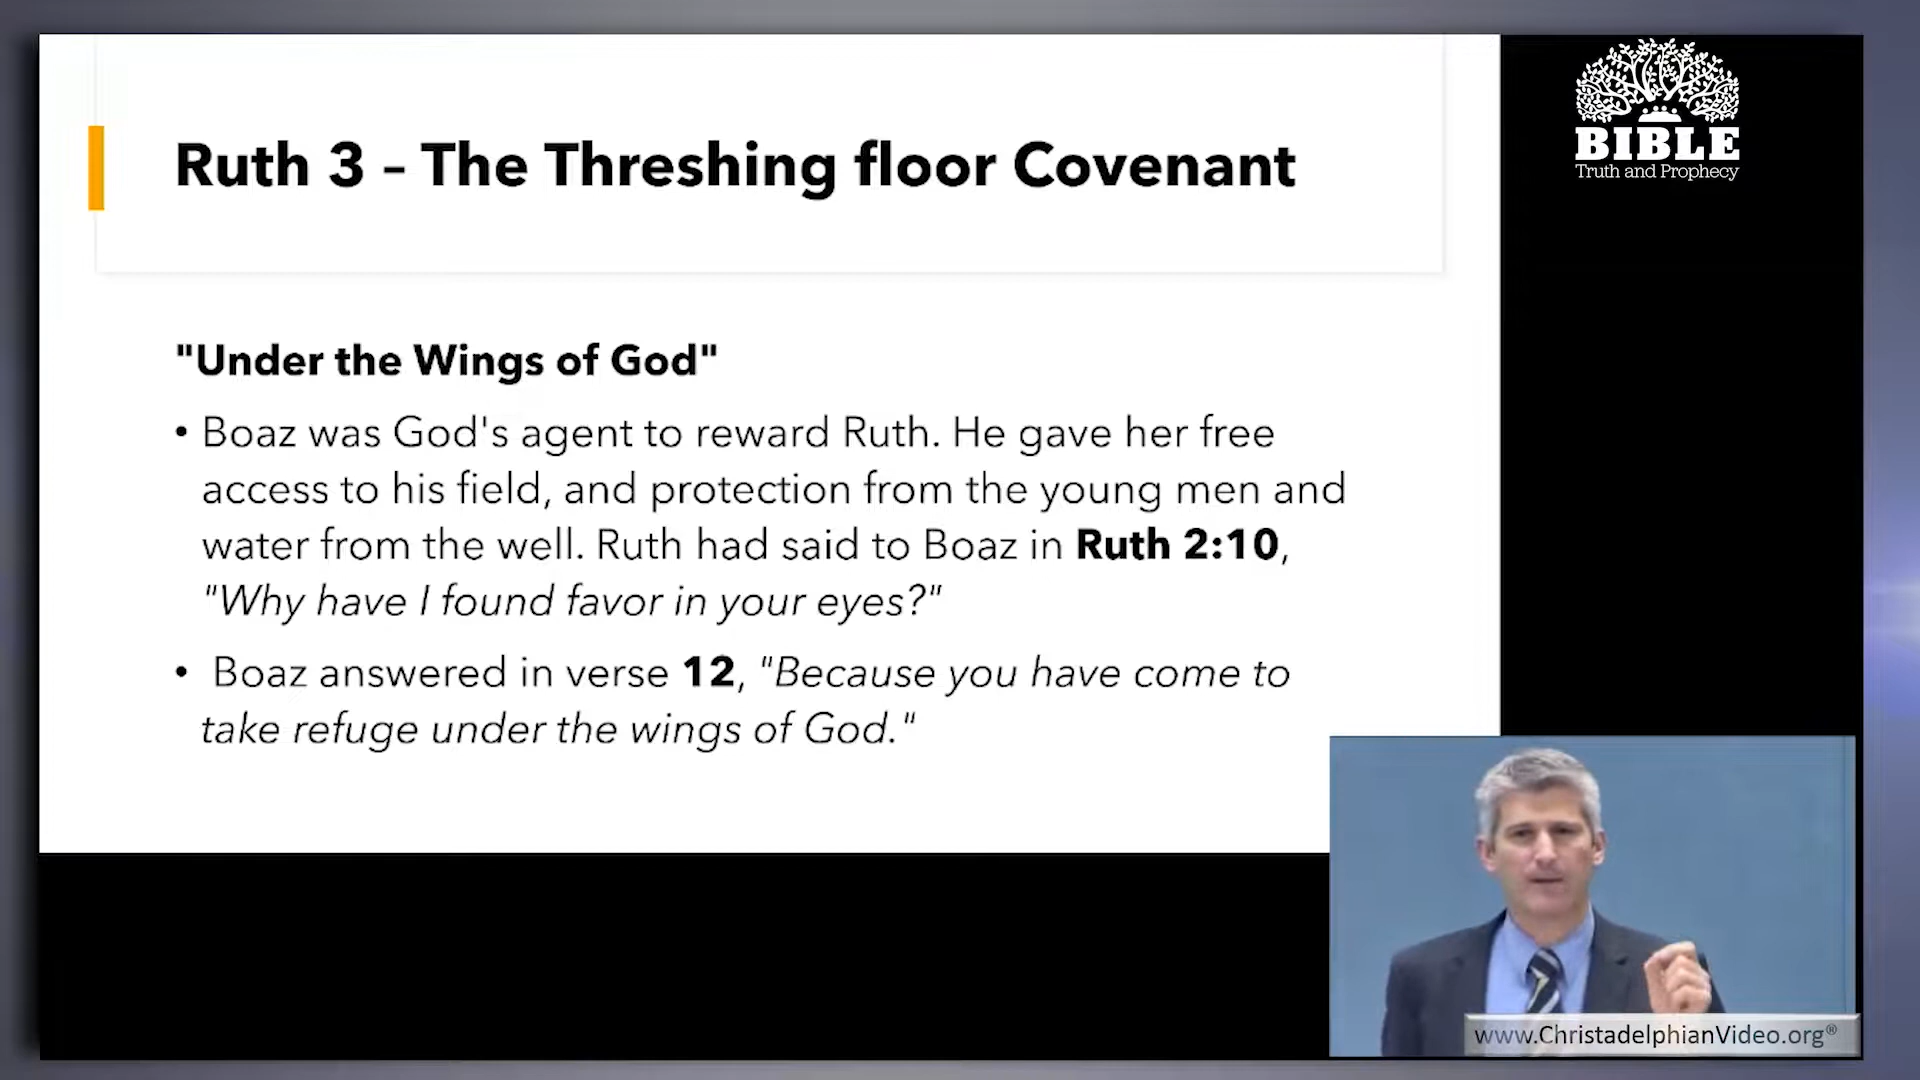 Ruth 3 – The Threshing floor Covenant
"Under the Wings of God"
• Boaz was God's agent to reward Ruth. He gave her free
access to his field, and protection from the young men and
water from the well. Ruth had said to Boaz in Ruth 2:10,
"Why have I found favor in your eyes?"
• Boaz answered in verse 12, "Because you have come to
take refuge under the wings of God."
BIBLE
Truth and Prophecy
www.ChristadelphianVideo.org®